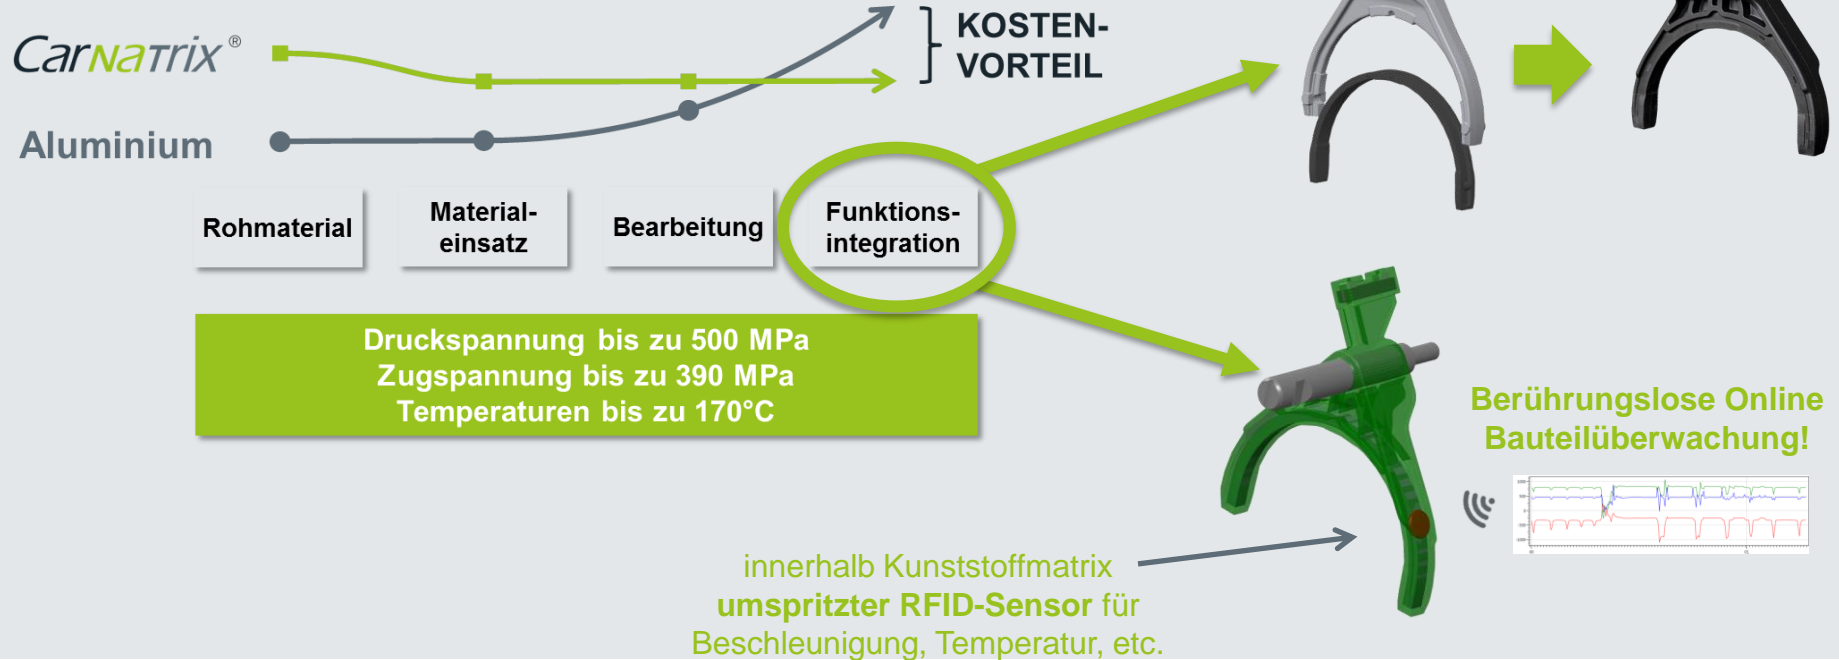 KOSTEN-
VORTEIL
Carnatrix®
Aluminium
Rohmaterial
Material-
einsatz
Bearbeitung
Funktions-
integration
Druckspannung bis zu 500 MPa
Zugspannung bis zu 390 MPa
Temperaturen bis zu 170°C
Berührungslose Online
Bauteilüberwachung!
innerhalb Kunststoffmatrix
umspritzter RFID-Sensor für
Beschleunigung, Temperatur, etc.